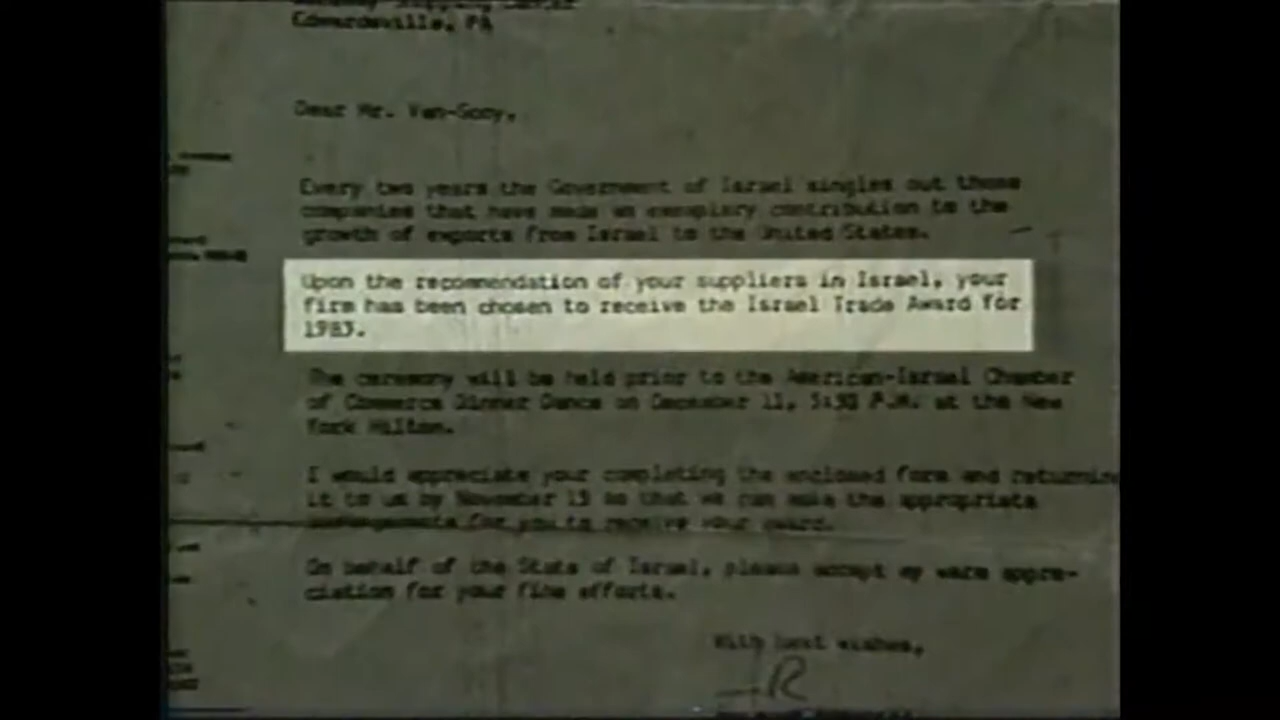 Edwardsville, PA
Dear Mr. Van-Gony,
Every two years the Government of Israel singles out those
companies that have made an exemplary contribution to the
growth of exports from Israel to the United States.
Upon the recommendation of your suppliers in Israel, your
firm has been chosen to receive the Israel Trade Award for
1983.
The ceremony will be held prior to the American-Israel Chamber
of Commerce Dinner Dance on December 11, 5:30 P.M. at the New
York Hilton.
I would appreciate your completing the enclosed form and returning
it to us by November 15 so that we can make the appropriate
arrangements for you to receive your award.
On behalf of the State of Israel, please accept my warm appre-
ciation for your fine efforts.
With best wishes,